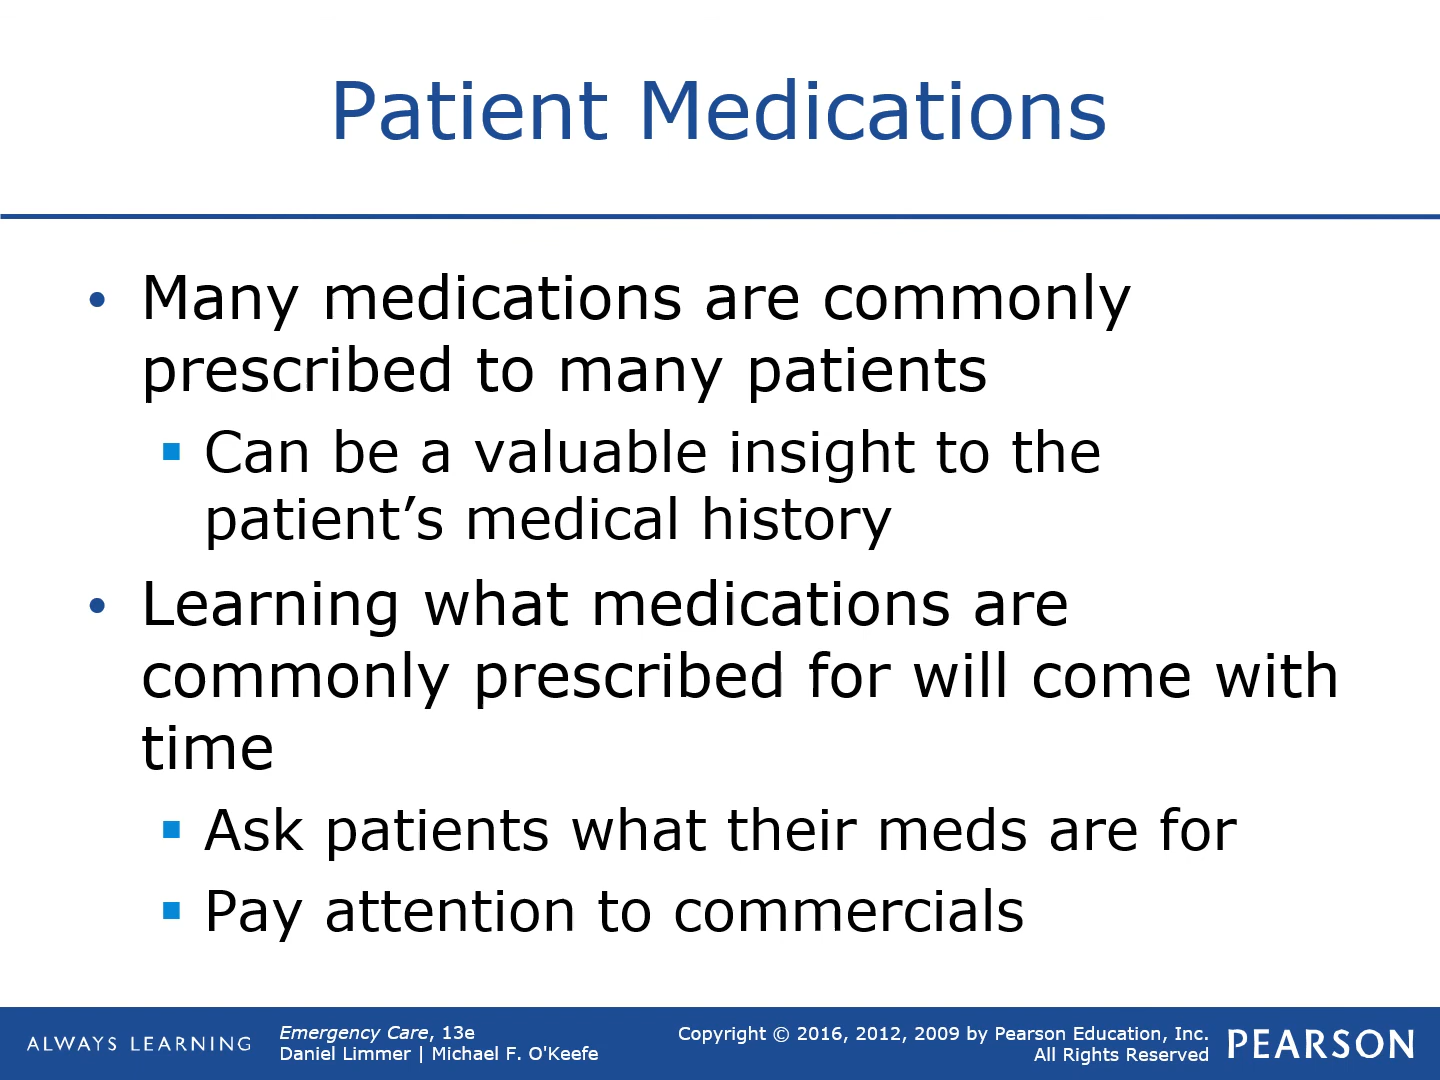 Patient Medications
• Many medications are commonly
prescribed to many patients
▪ Can be a valuable insight to the
patient’s medical history
• Learning what medications are
commonly prescribed for will come with
time
▪ Ask patients what their meds are for
▪ Pay attention to commercials
ALWAYS LEARNING
Emergency Care, 13e
Daniel Limmer | Michael F. O'Keefe
Copyright © 2016, 2012, 2009 by Pearson Education, Inc.
All Rights Reserved
PEARSON